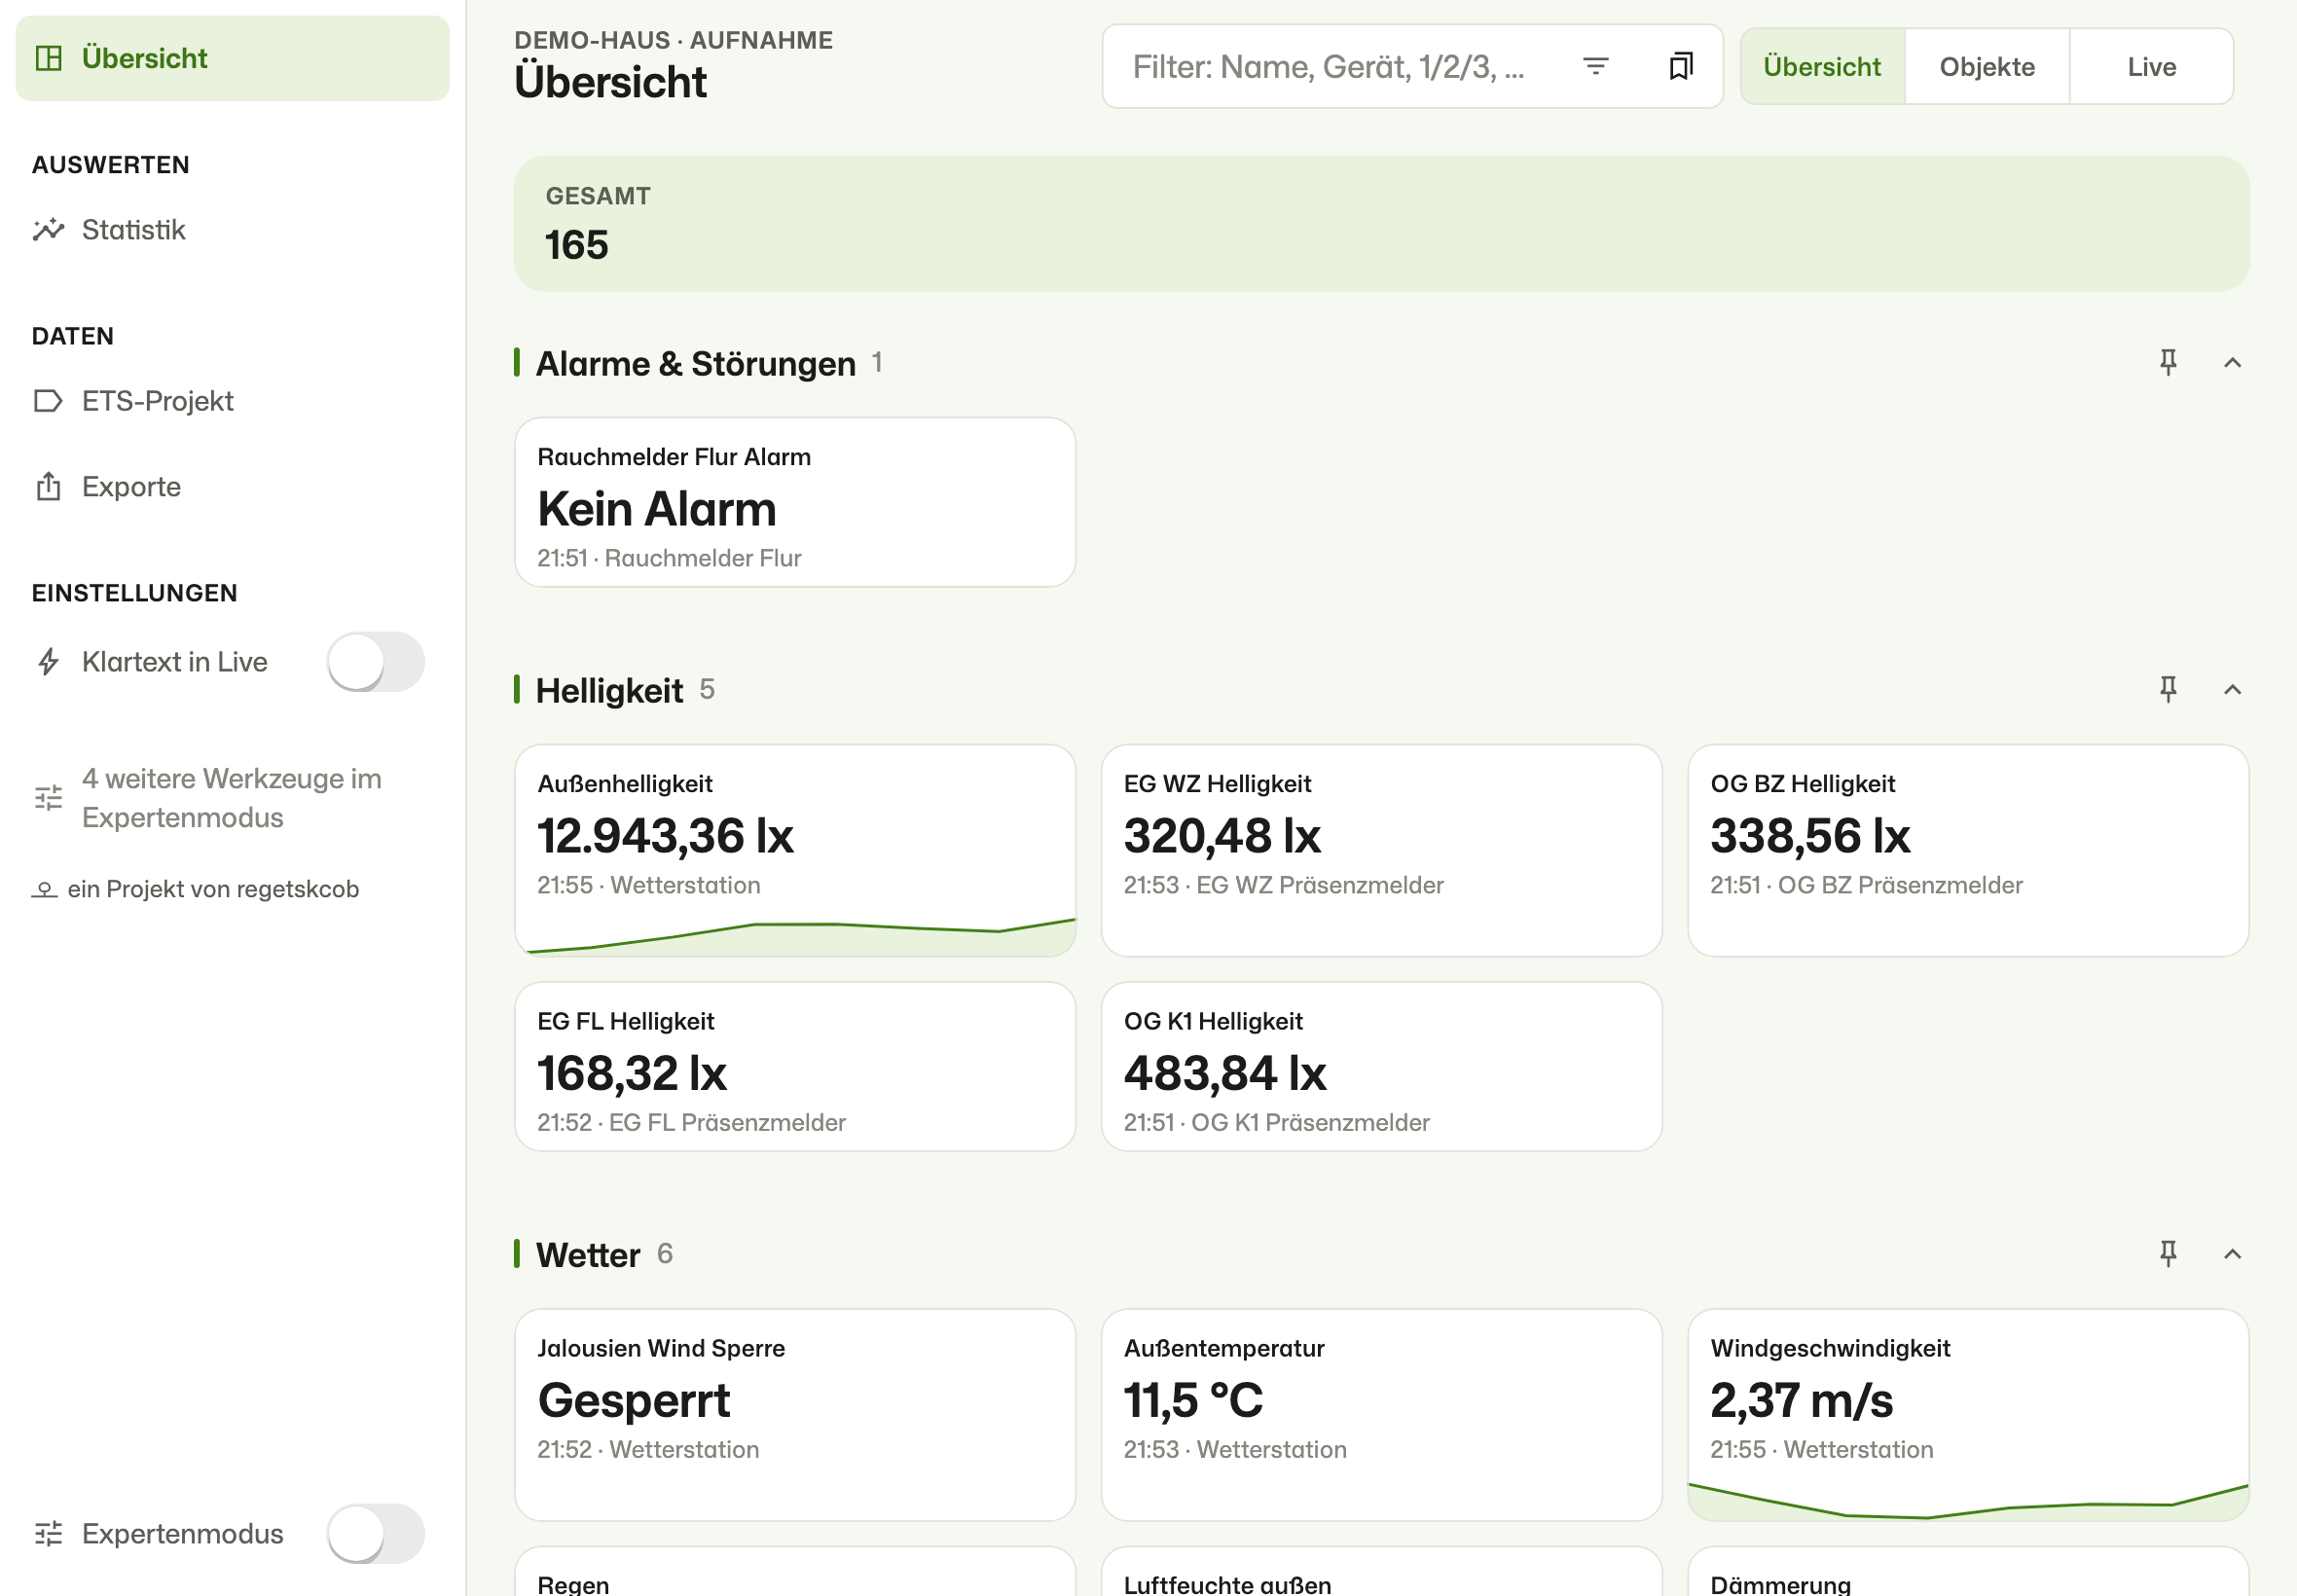 Übersicht
AUSWERTEN
Statistik
DATEN
ETS-Projekt
Exporte
EINSTELLUNGEN
Klartext in Live
4 weitere Werkzeuge im
Expertenmodus
ein Projekt von regetskcob
Expertenmodus
DEMO-HAUS · AUFNAHME
Übersicht
Filter: Name, Gerät, 1/2/3, ...
Übersicht
Objekte
Live
GESAMT
165
Alarme & Störungen 1
Rauchmelder Flur Alarm
Kein Alarm
21:51 · Rauchmelder Flur
Helligkeit 5
Außenhelligkeit
12.943,36 lx
21:55 · Wetterstation
EG WZ Helligkeit
320,48 lx
21:53 · EG WZ Präsenzmelder
OG BZ Helligkeit
338,56 lx
21:51 · OG BZ Präsenzmelder
EG FL Helligkeit
168,32 lx
21:52 · EG FL Präsenzmelder
OG K1 Helligkeit
483,84 lx
21:51 · OG K1 Präsenzmelder
Wetter 6
Jalousien Wind Sperre
Gesperrt
21:52 · Wetterstation
Außentemperatur
11,5 °C
21:53 · Wetterstation
Windgeschwindigkeit
2,37 m/s
21:55 · Wetterstation
Regen
Luftfeuchte außen
Dämmerung